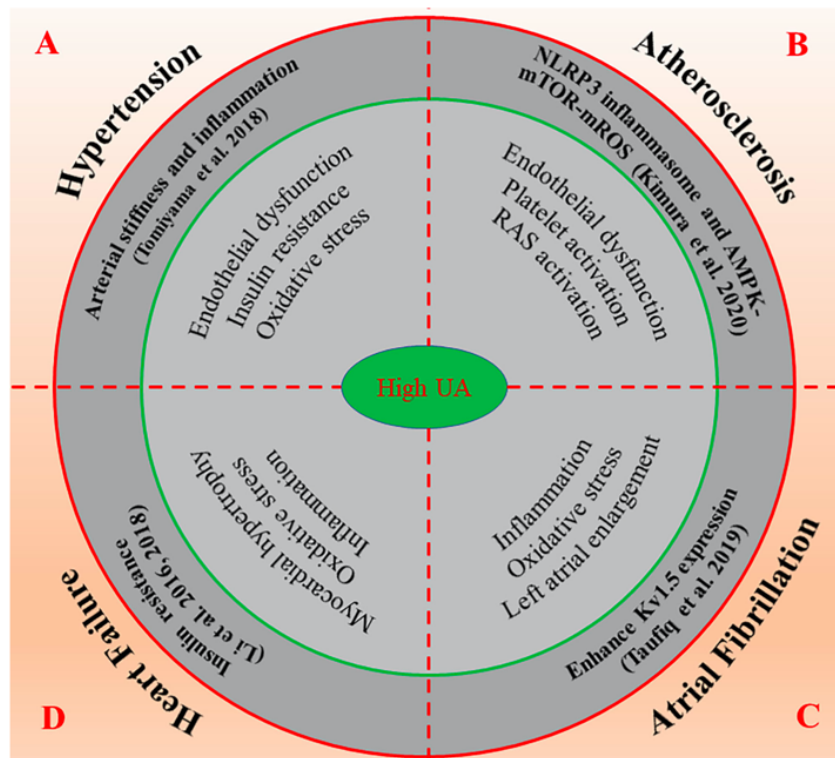 A
Hypertension
Arterial stiffness and inflammation
(Tomiyama et al. 2018)
Endothelial dysfunction
Insulin resistance
Oxidative stress
B
Atherosclerosis
NLRP3 inflammasome and AMPK-
mTOR-mROS (Kimura et al. 2020)
Endothelial dysfunction
Platelet activation
RAS activation
High UA
Inflammation
Oxidative stress
Left atrial enlargement
Enhance Kv1.5 expression
(Taufiq et al. 2019)
Atrial Fibrillation
C
Inflammation
Oxidative stress
Myocardial hypertrophy
Insulin resistance
(Li et al. 2016, 2018)
Heart Failure
D